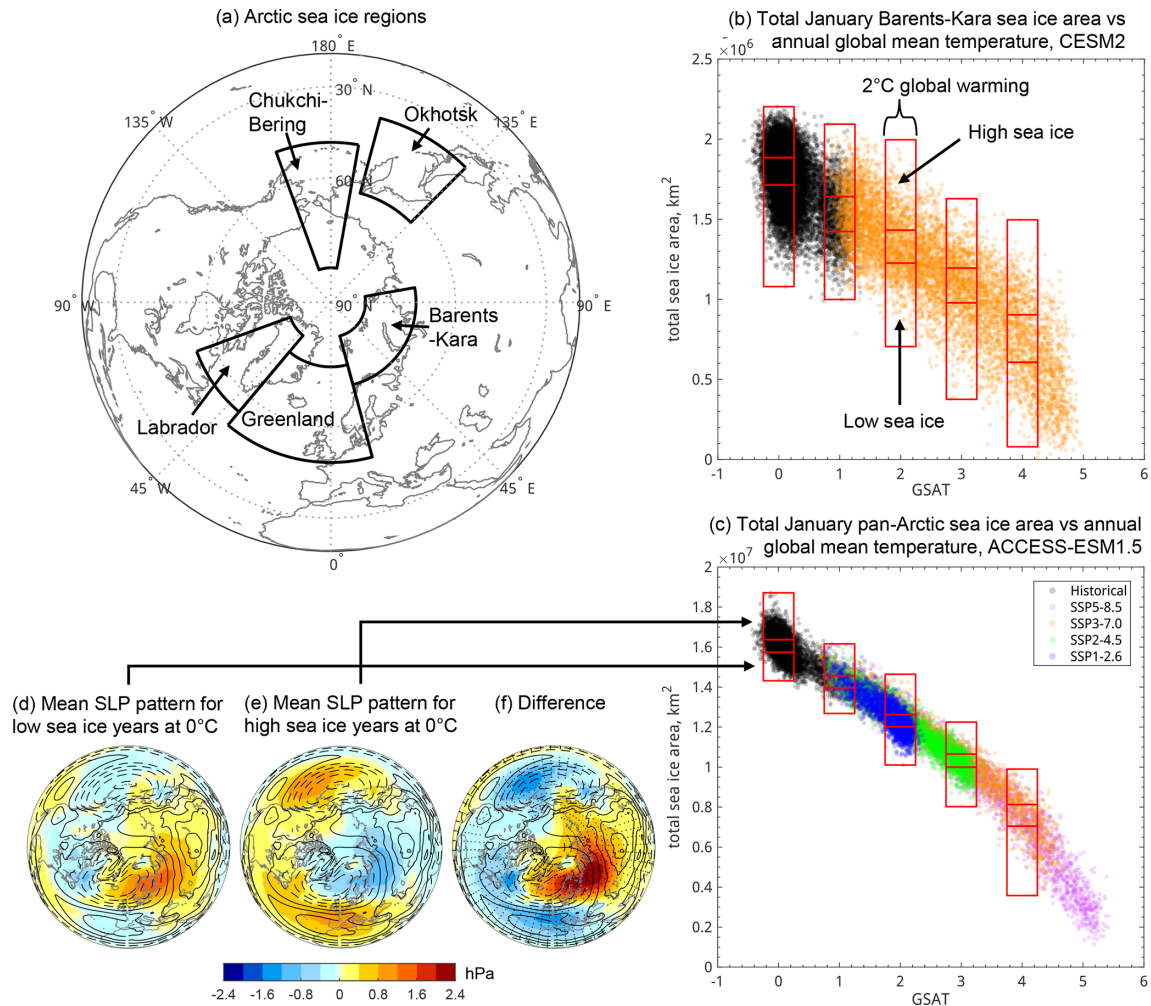 (a) Arctic sea ice regions
180° E
30° N
135° W
135° E
Chukchi-
Bering
Okhotsk
60° N
90° W
90° N
90° E
Barents
-Kara
Labrador
Greenland
45° W
45° E
0°
(b) Total January Barents-Kara sea ice area vs
annual global mean temperature, CESM2
×10⁶
2.5
2
1.5
1
0.5
0
total sea ice area, km²
2°C global warming
High sea ice
Low sea ice
-1 0 1 2 3 4 5 6
GSAT
(c) Total January pan-Arctic sea ice area vs annual
global mean temperature, ACCESS-ESM1.5
×10⁷
2
1.8
1.6
1.4
1.2
1
0.8
0.6
0.4
0.2
0
total sea ice area, km²
Historical
SSP5-8.5
SSP3-7.0
SSP2-4.5
SSP1-2.6
-1 0 1 2 3 4 5 6
GSAT
(d) Mean SLP pattern for
low sea ice years at 0°C
(e) Mean SLP pattern for
high sea ice years at 0°C
(f) Difference
hPa
-2.4 -1.6 -0.8 0 0.8 1.6 2.4